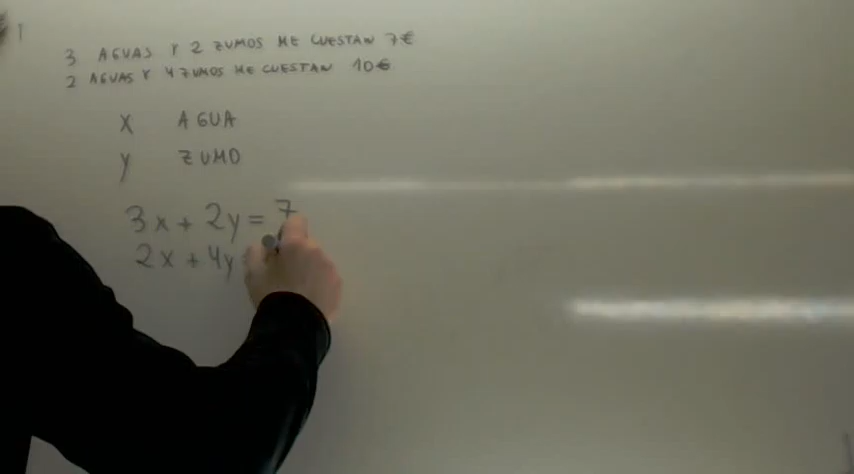 3 AGUAS Y 2 ZUMOS ME CUESTAN 7€
2 AGUAS Y 4 ZUMOS ME CUESTAN 10€
X AGUA
y ZUMO
3x + 2y = 7
2x + 4y